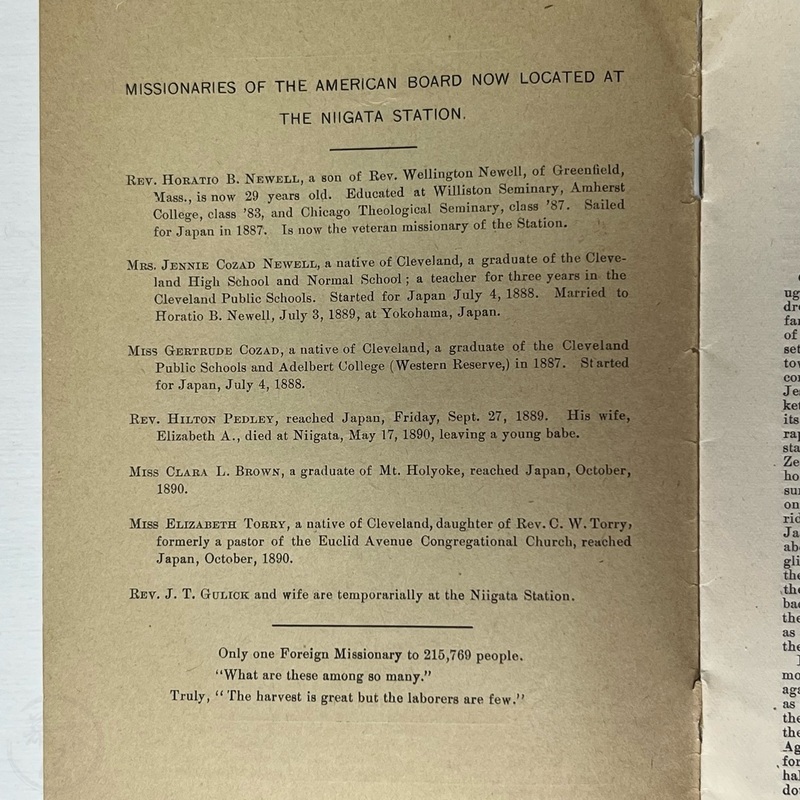 MISSIONARIES OF THE AMERICAN BOARD NOW LOCATED AT
THE NIIGATA STATION.
REV. HORATIO B. NEWELL, a son of Rev. Wellington Newell, of Greenfield,
Mass., is now 29 years old. Educated at Williston Seminary, Amherst
College, class '83, and Chicago Theological Seminary, class '87. Sailed
for Japan in 1887. Is now the veteran missionary of the Station.
MRS. JENNIE COZAD NEWELL, a native of Cleveland, a graduate of the Cleve-
land High School and Normal School; a teacher for three years in the
Cleveland Public Schools. Started for Japan July 4, 1888. Married to
Horatio B. Newell, July 3, 1889, at Yokohama, Japan.
MISS GERTRUDE COZAD, a native of Cleveland, a graduate of the Cleveland
Public Schools and Adelbert College (Western Reserve,) in 1887. Started
for Japan, July 4, 1888.
REV. HILTON PEDLEY, reached Japan, Friday, Sept. 27, 1889. His wife,
Elizabeth A., died at Niigata, May 17, 1890, leaving a young babe.
MISS CLARA L. BROWN, a graduate of Mt. Holyoke, reached Japan, October,
1890.
MISS ELIZABETH TORRY, a native of Cleveland, daughter of Rev. C. W. Torry,
formerly a pastor of the Euclid Avenue Congregational Church, reached
Japan, October, 1890.
REV. J. T. GULICK and wife are temporarially at the Niigata Station.
Only one Foreign Missionary to 215,769 people.
"What are these among so many."
Truly, "The harvest is great but the laborers are few."